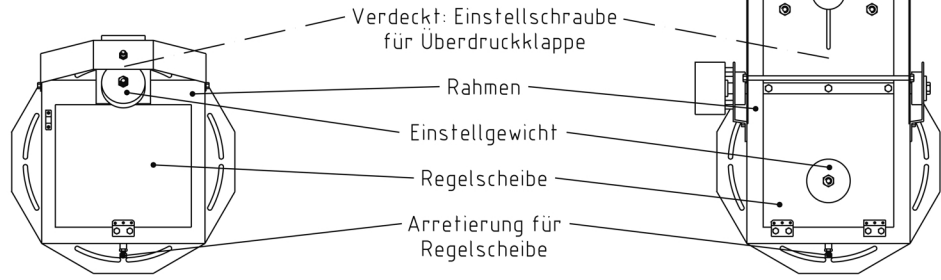 Verdeckt: Einstellschraube
für Überdruckklappe
Rahmen
Einstellgewicht
Regelscheibe
Arretierung für
Regelscheibe